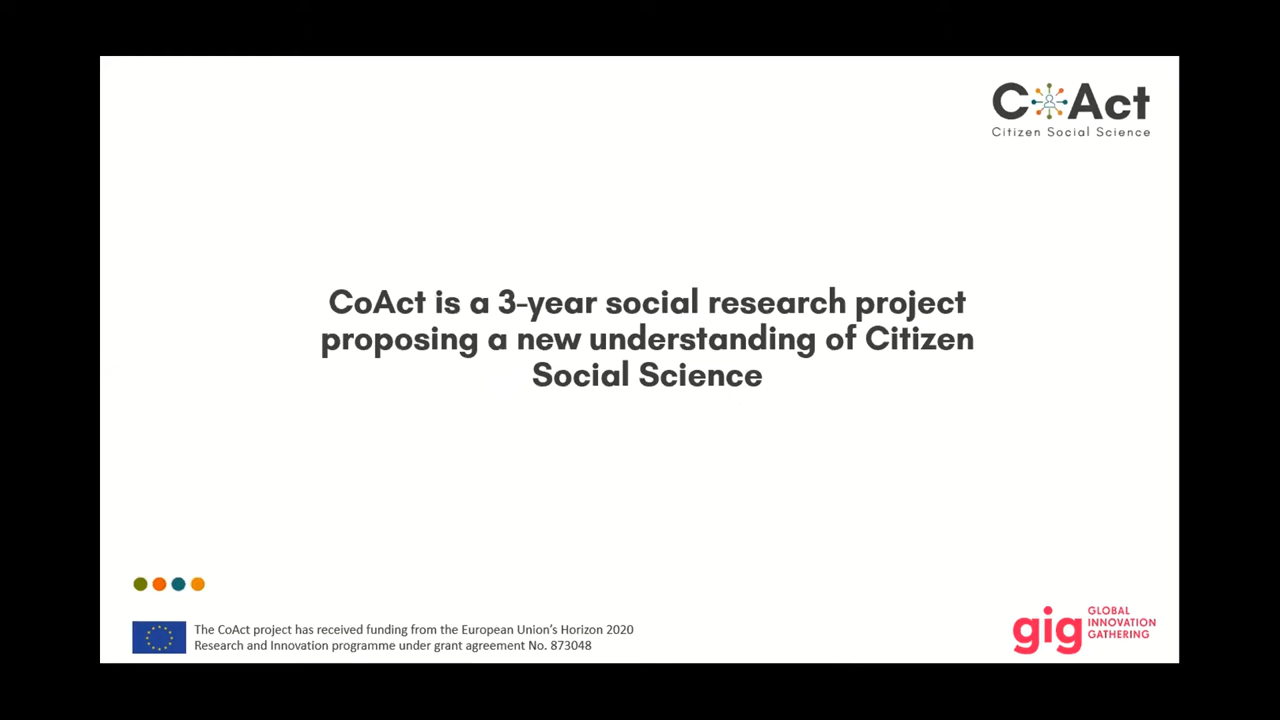 CoAct
Citizen Social Science
CoAct is a 3-year social research project
proposing a new understanding of Citizen
Social Science
The CoAct project has received funding from the European Union’s Horizon 2020
Research and Innovation programme under grant agreement No. 873048
gig
GLOBAL
INNOVATION
GATHERING